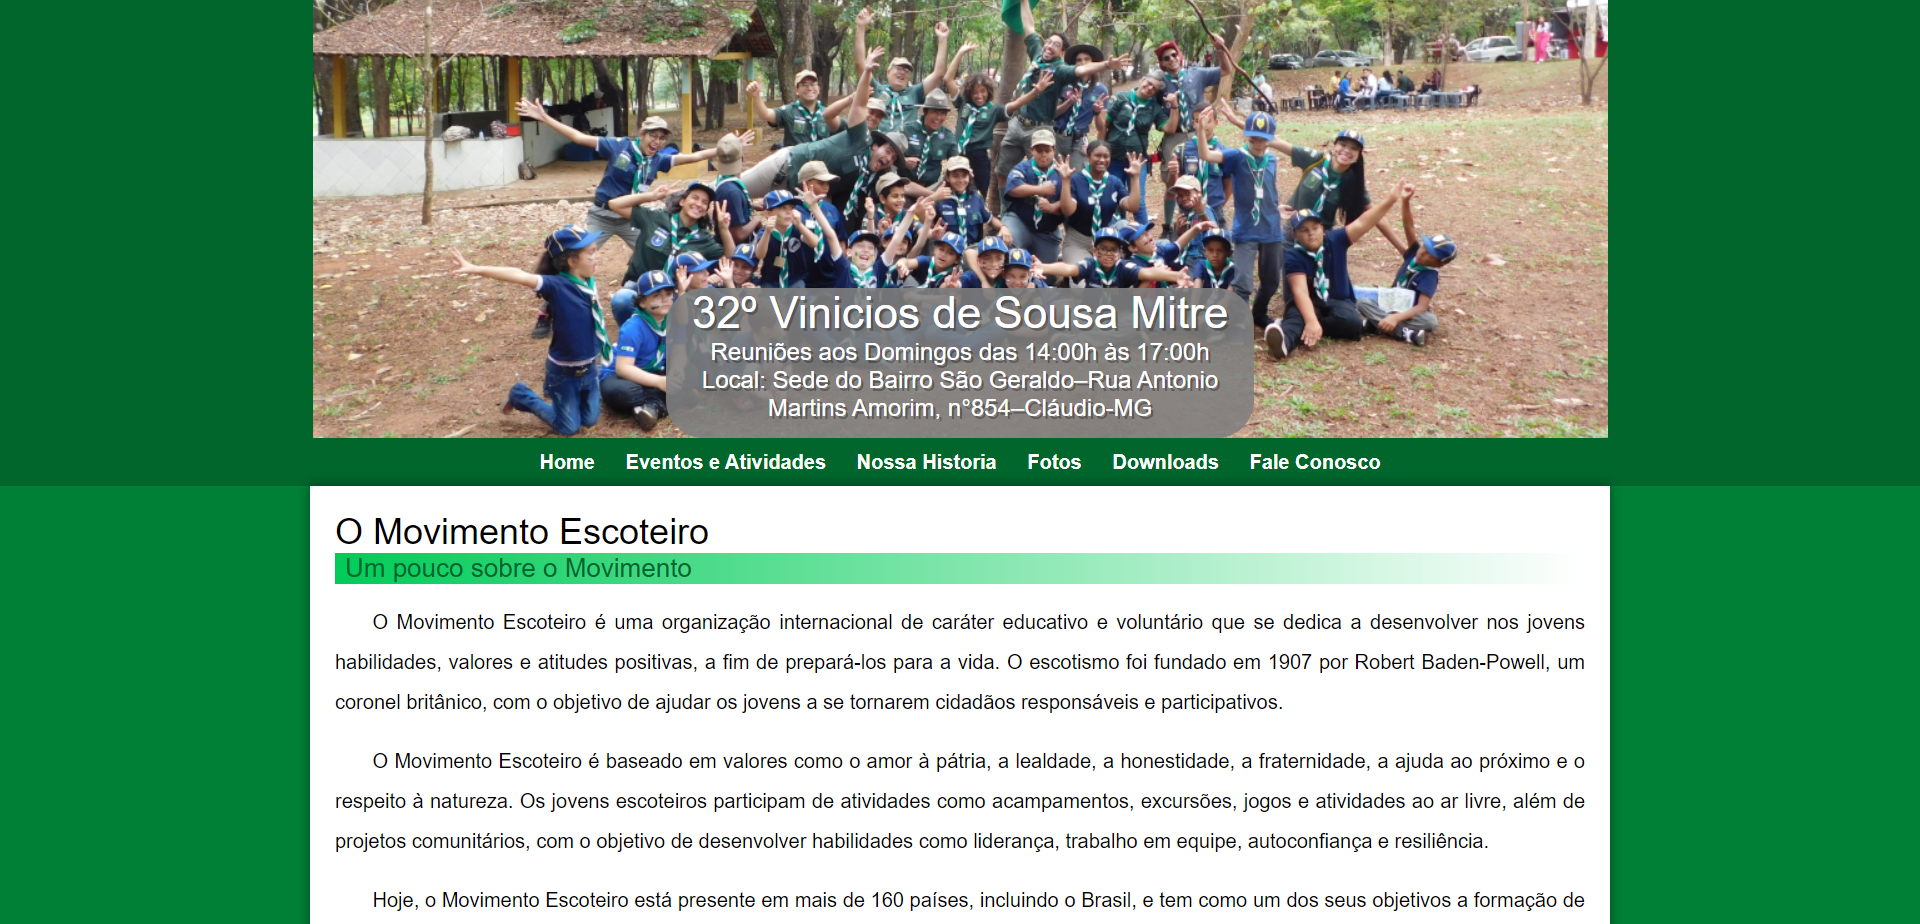 32º Vinicios de Sousa Mitre
Reuniões aos Domingos das 14:00h às 17:00h
Local: Sede do Bairro São Geraldo–Rua Antonio
Martins Amorim, n°854–Cláudio-MG
Home Eventos e Atividades Nossa Historia Fotos Downloads Fale Conosco
O Movimento Escoteiro
Um pouco sobre o Movimento
O Movimento Escoteiro é uma organização internacional de caráter educativo e voluntário que se dedica a desenvolver nos jovens
habilidades, valores e atitudes positivas, a fim de prepará-los para a vida. O escotismo foi fundado em 1907 por Robert Baden-Powell, um
coronel britânico, com o objetivo de ajudar os jovens a se tornarem cidadãos responsáveis e participativos.
O Movimento Escoteiro é baseado em valores como o amor à pátria, a lealdade, a honestidade, a fraternidade, a ajuda ao próximo e o
respeito à natureza. Os jovens escoteiros participam de atividades como acampamentos, excursões, jogos e atividades ao ar livre, além de
projetos comunitários, com o objetivo de desenvolver habilidades como liderança, trabalho em equipe, autoconfiança e resiliência.
Hoje, o Movimento Escoteiro está presente em mais de 160 países, incluindo o Brasil, e tem como um dos seus objetivos a formação de